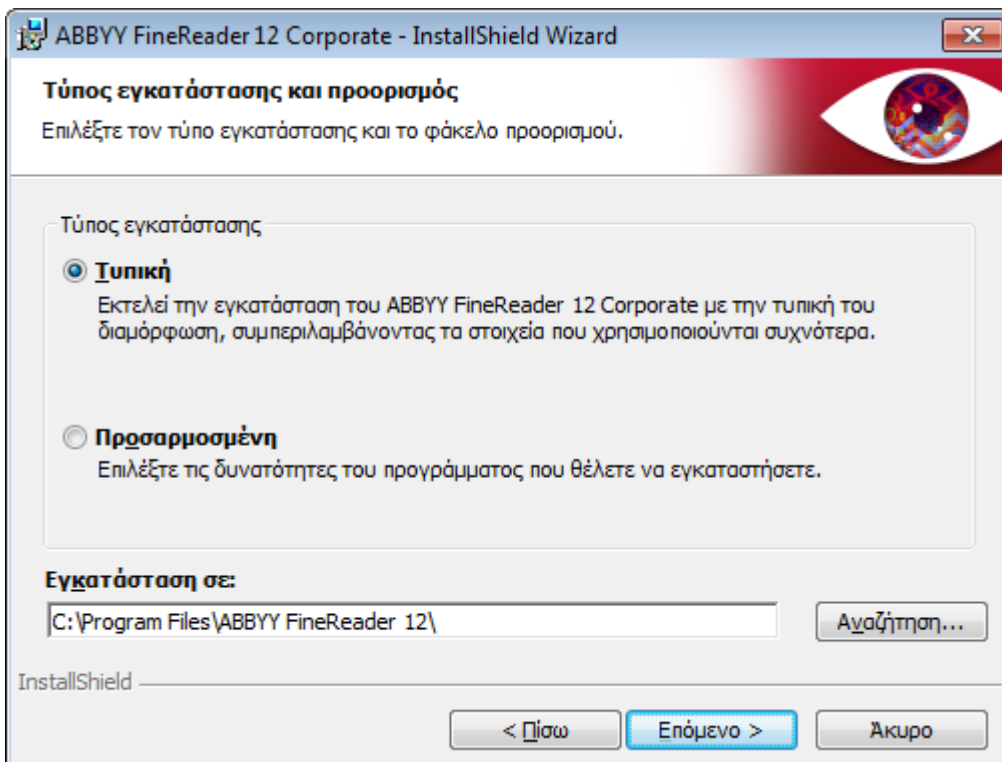 ABBYY FineReader 12 Corporate - InstallShield Wizard
Τύπος εγκατάστασης και προορισμός
Επιλέξτε τον τύπο εγκατάστασης και το φάκελο προορισμού.
Τύπος εγκατάστασης
Τυπική
Εκτελεί την εγκατάσταση του ABBYY FineReader 12 Corporate με την τυπική του
διαμόρφωση, συμπεριλαμβάνοντας τα στοιχεία που χρησιμοποιούνται συχνότερα.
Προσαρμοσμένη
Επιλέξτε τις δυνατότητες του προγράμματος που θέλετε να εγκαταστήσετε.
Εγκατάσταση σε:
C:\Program Files\ABBYY FineReader 12\
Αναζήτηση...
InstallShield
< Πίσω
Επόμενο >
Άκυρο